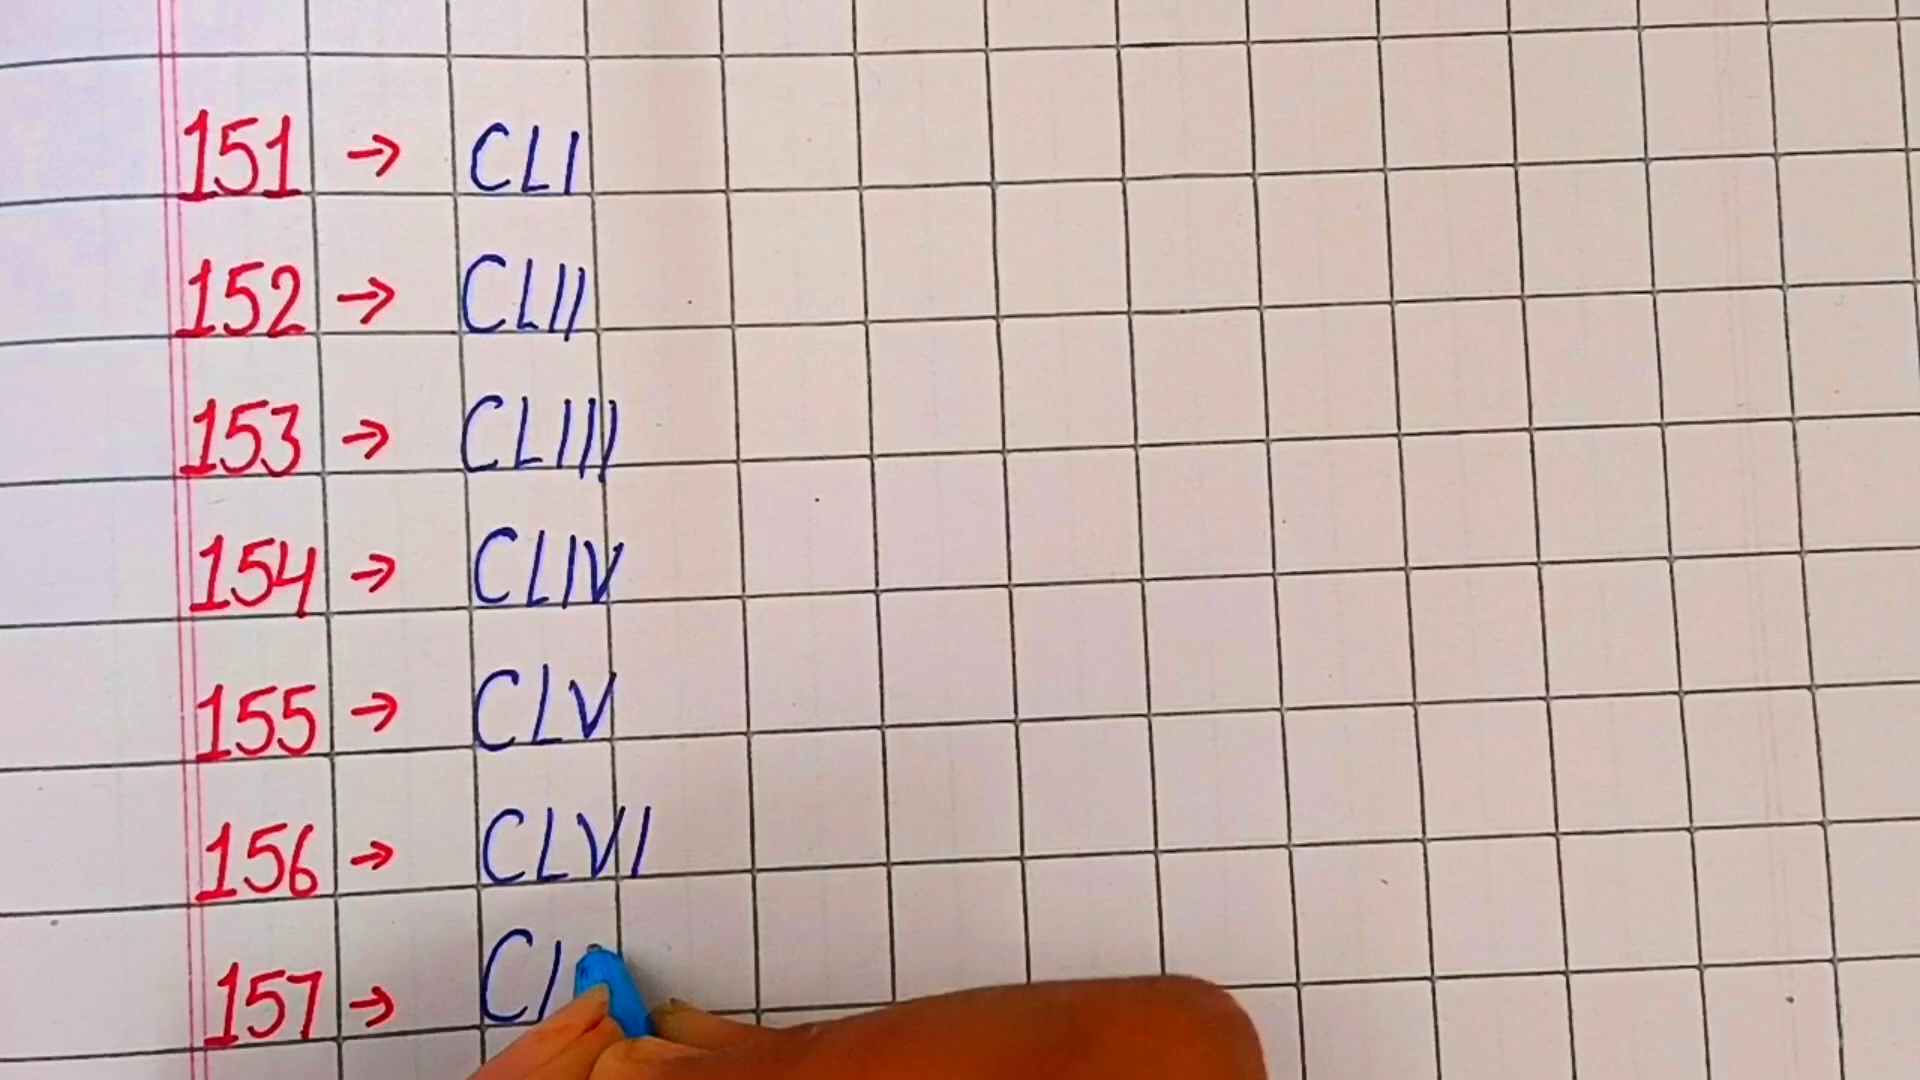 151 → CLI
152 → CLII
153 → CLIII
154 → CLIV
155 → CLV
156 → CLVI
157 →